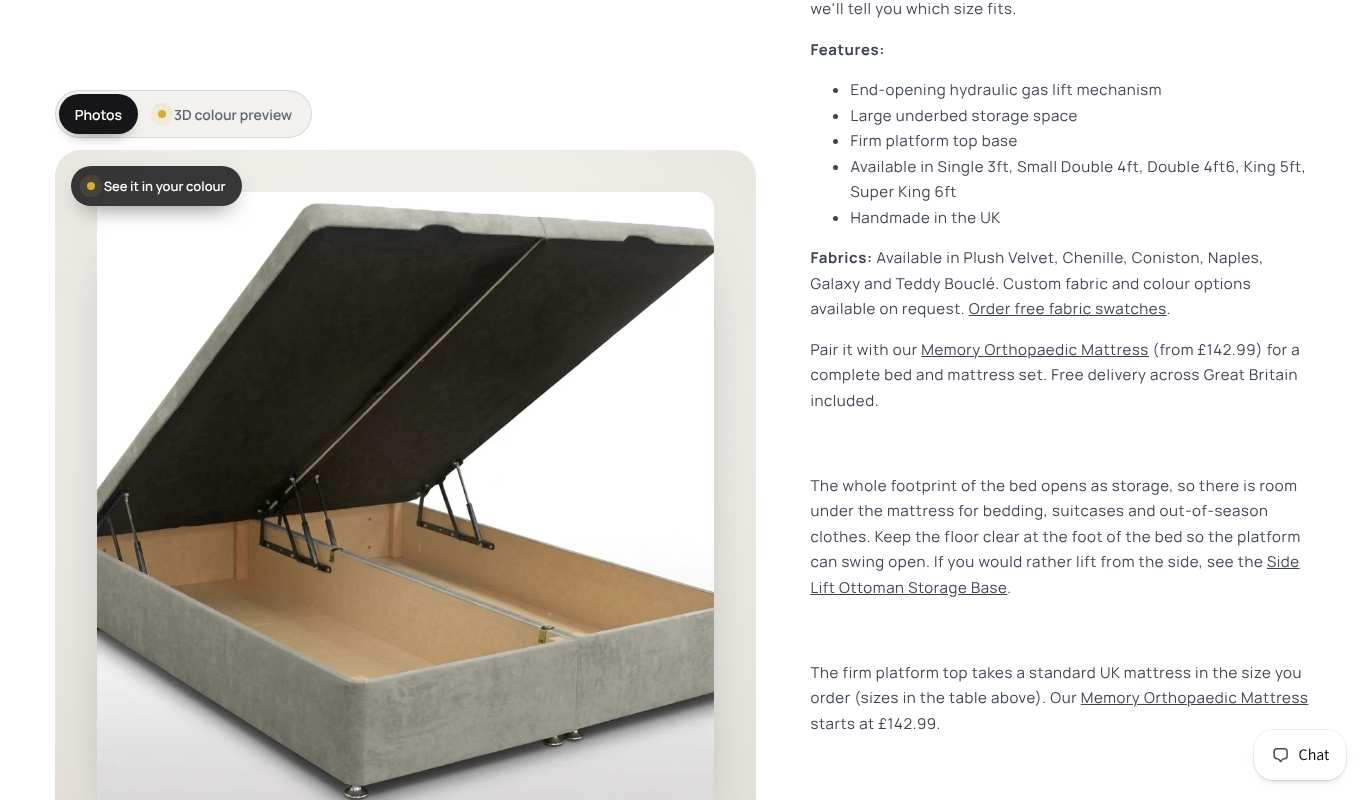 Photos
3D colour preview
See it in your colour
we'll tell you which size fits.
Features:
End-opening hydraulic gas lift mechanism
Large underbed storage space
Firm platform top base
Available in Single 3ft, Small Double 4ft, Double 4ft6, King 5ft,
Super King 6ft
Handmade in the UK
Fabrics: Available in Plush Velvet, Chenille, Coniston, Naples,
Galaxy and Teddy Bouclé. Custom fabric and colour options
available on request. Order free fabric swatches.
Pair it with our Memory Orthopaedic Mattress (from £142.99) for a
complete bed and mattress set. Free delivery across Great Britain
included.
The whole footprint of the bed opens as storage, so there is room
under the mattress for bedding, suitcases and out-of-season
clothes. Keep the floor clear at the foot of the bed so the platform
can swing open. If you would rather lift from the side, see the Side
Lift Ottoman Storage Base.
The firm platform top takes a standard UK mattress in the size you
order (sizes in the table above). Our Memory Orthopaedic Mattress
starts at £142.99.
Chat